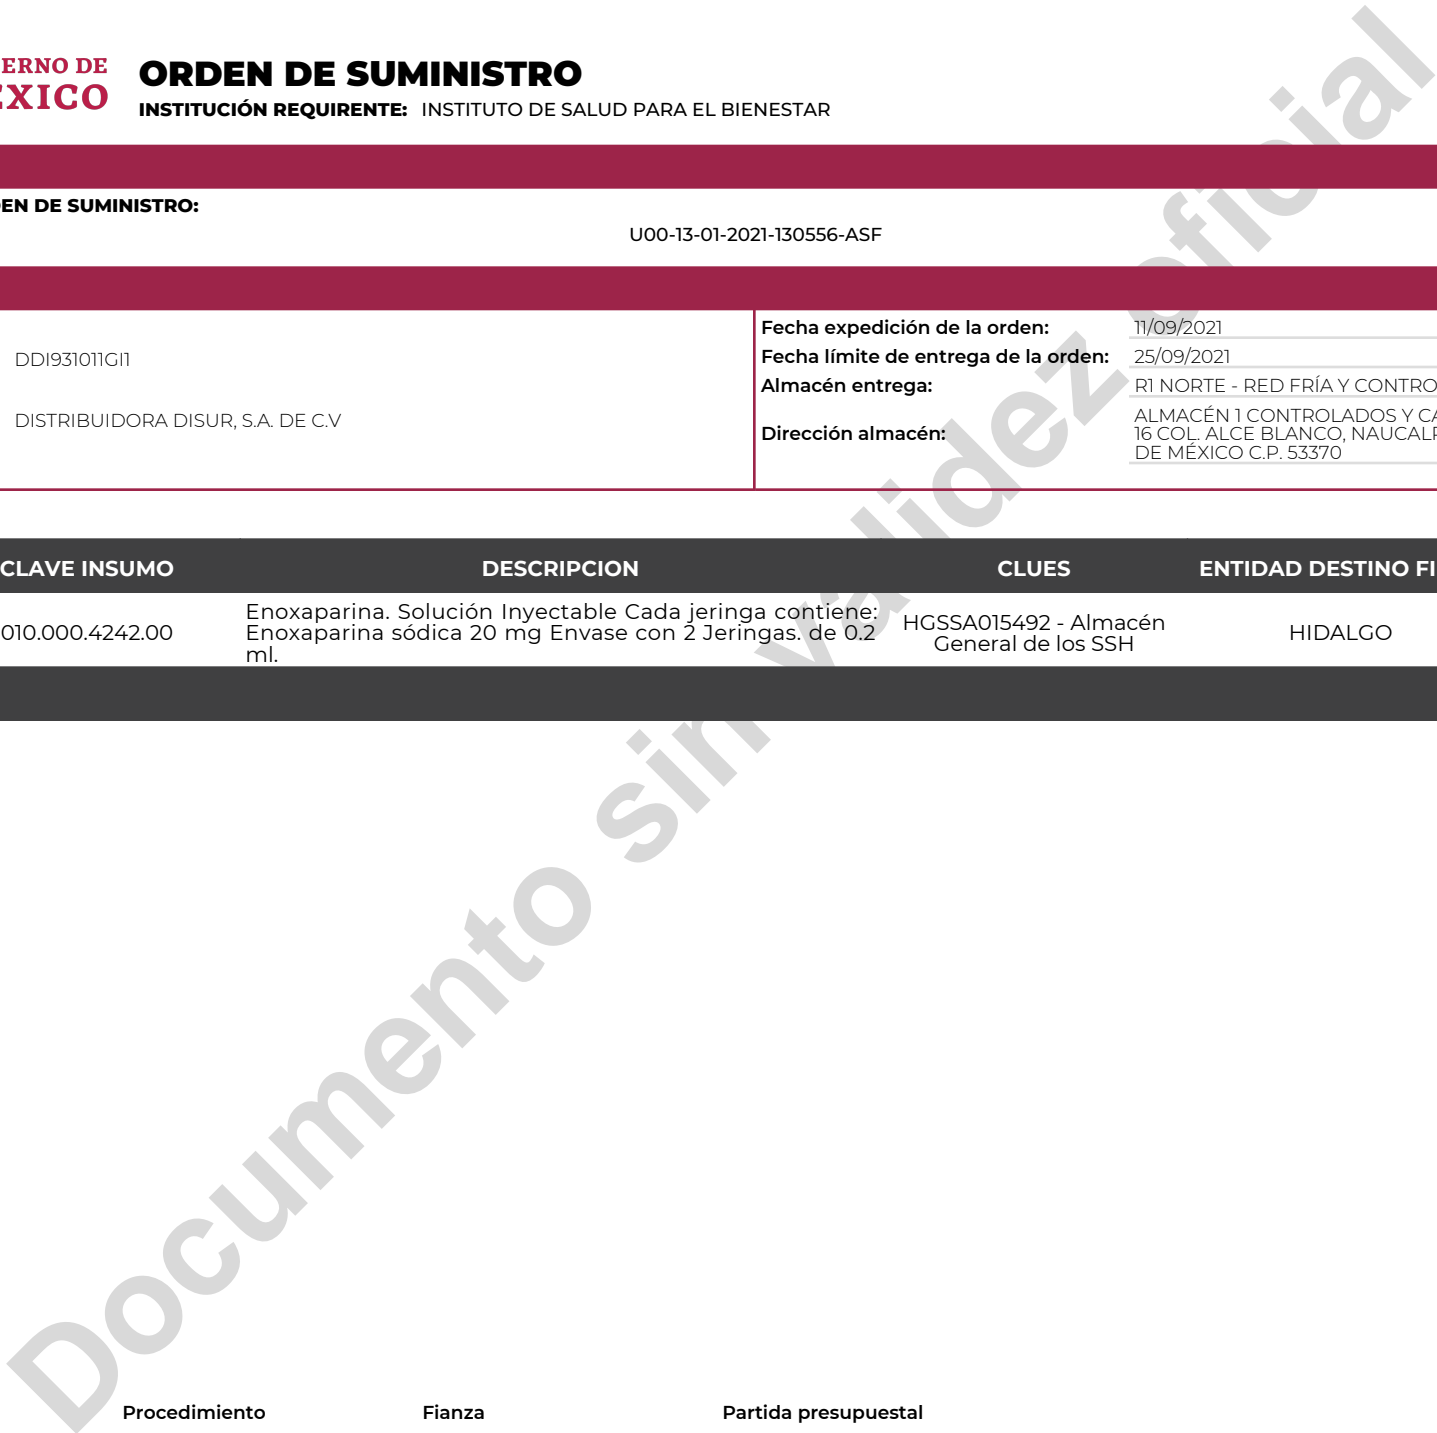 ERNO DE
ÉXICO
ORDEN DE SUMINISTRO
INSTITUCIÓN REQUIRENTE: INSTITUTO DE SALUD PARA EL BIENESTAR
EN DE SUMINISTRO:
U00-13-01-2021-130556-ASF
DDI931011GI1
DISTRIBUIDORA DISUR, S.A. DE C.V
Fecha expedición de la orden: 11/09/2021
Fecha límite de entrega de la orden: 25/09/2021
Almacén entrega: R1 NORTE - RED FRÍA Y CONTRO
Dirección almacén:
ALMACÉN 1 CONTROLADOS Y CA
16 COL. ALCE BLANCO, NAUCALP
DE MÉXICO C.P. 53370
CLAVE INSUMO DESCRIPCION CLUES ENTIDAD DESTINO FI
010.000.4242.00
Enoxaparina. Solución Inyectable Cada jeringa contiene:
Enoxaparina sódica 20 mg Envase con 2 Jeringas. de 0.2
ml.
HGSSA015492 - Almacén
General de los SSH
HIDALGO
Documento sin validez oficial
Procedimiento Fianza Partida presupuestal